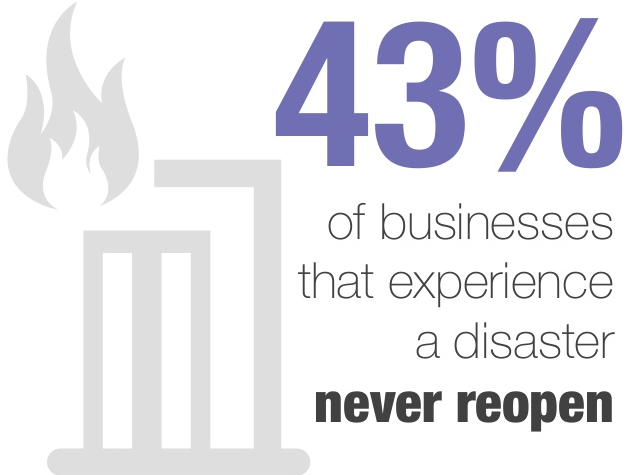 43%
of businesses
that experience
a disaster
never reopen